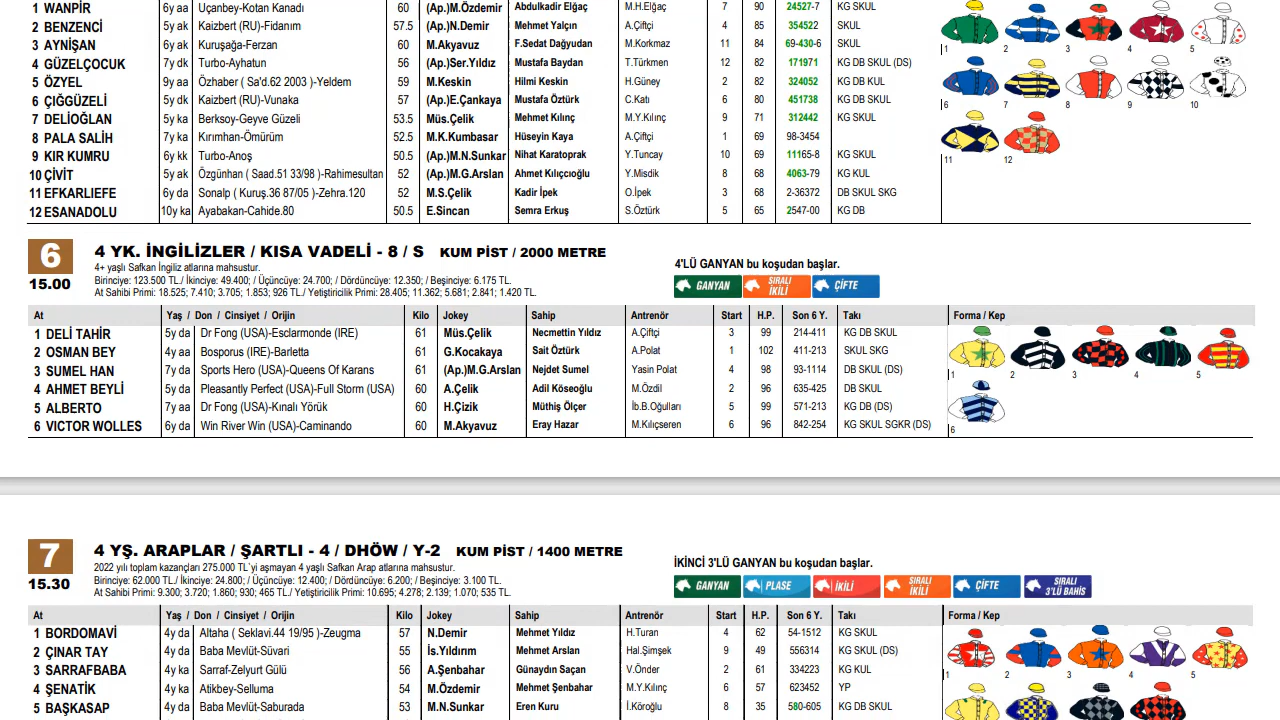 1 WANPİR 6y aa Uçanbey-Kotan Kanadı 60 (Ap.)M.Özdemir Abdulkadir Elğaç M.H.Elğaç 7 90 24527-7 KG SKUL
2 BENZENCİ 5y ak Kaizbert (RU)-Fidanım 57.5 (Ap.)N.Demir Mehmet Yalçın A.Çiftçi 4 85 354522 SKUL
3 AYNİŞAN 6y ak Kuruşağa-Ferzan 60 M.Akyavuz F.Sedat Dağyudan M.Korkmaz 11 84 69-430-6 SKUL
4 GÜZELÇOCUK 7y dk Turbo-Ayhatun 56 (Ap)Ser.Yıldız Mustafa Baydan T.Türkmen 12 82 171971 KG DB SKUL (DS)
5 ÖZYEL 9y aa Özhaber ( Sa'd.62 2003 )-Yeldem 59 M.Keskin Hilmi Keskin H.Güney 2 82 324052 KG DB KUL
6 ÇIĞGÜZELİ 5y dk Kaizbert (RU)-Vunaka 57 (Ap)E.Çankaya Mustafa Öztürk C.Katı 6 80 451738 KG DB SKUL
7 DELİOĞLAN 5y ka Berksoy-Geyve Güzeli 53.5 Müs.Çelik Mehmet Kılınç M.Y.Kılınç 9 71 312442 KG SKUL
8 PALA SALİH 7y ka Kırımhan-Ömürüm 52.5 M.K.Kumbasar Hüseyin Kaya A.Çiftçi 1 69 98-3454
9 KIR KUMRU 6y kk Turbo-Anoş 50.5 (Ap)M.N.Sunkar Nihat Karatoprak Y.Tuncay 10 69 11165-8 KG SKUL
10 ÇİVİT 5y ak Özgünhan ( Saad.51 33/98 )-Rahimesultan 52 (Ap.)M.G.Arslan Ahmet Kılıçcıoğlu Y.Misdik 8 68 4063-79 KG KUL
11 EFKARLIEFE 6y da Sonalp ( Kuruş.36 87/05 )-Zehra.120 52 M.S.Çelik Kadir İpek O.İpek 3 68 2-36372 DB SKUL SKG
12 ESANADOLU 10y ka Ayabakan-Cahide.80 50.5 E.Sincan Semra Erkuş S.Öztürk 5 65 2547-00 KG DB
1 2 3 4 5
6 7 8 9 10
11 12
6 4 YK. İNGİLİZLER / KISA VADELİ - 8 / S KUM PİST / 2000 METRE
15.00
4+ yaşlı Safkan İngiliz atlarına mahsustur.
Birinciye: 123.500 TL./ İkinciye: 49.400; / Üçüncüye: 24.700; / Dördüncüye: 12.350; / Beşinciye: 6.175 TL.
At Sahibi Primi: 18.525; 7.410; 3.705; 1.853; 926 TL./ Yetiştiricilik Primi: 28.405; 11.362; 5.681; 2.841; 1.420 TL.
4'LÜ GANYAN bu koşudan başlar.
GANYAN SIRALI İKİLİ ÇİFTE
At Yaş / Don / Cinsiyet / Orijin Kilo Jokey Sahip Antrenör Start H.P. Son 6 Y. Takı Forma / Kep
1 DELİ TAHİR 5y da Dr Fong (USA)-Esclarmonde (IRE) 61 Müs.Çelik Necmettin Yıldız A.Çiftçi 3 99 214-411 KG DB SKUL
2 OSMAN BEY 4y aa Bosporus (IRE)-Barletta 61 G.Kocakaya Sait Öztürk A.Polat 1 102 411-213 SKUL SKG
3 SUMEL HAN 7y da Sports Hero (USA)-Queens Of Karans 61 (Ap)M.G.Arslan Nejdet Sumel Yasin Polat 4 98 93-1114 DB SKUL (DS)
4 AHMET BEYLİ 5y da Pleasantly Perfect (USA)-Full Storm (USA) 60 A.Çelik Adil Köseoğlu M.Özdil 2 96 635-425 DB SKUL
5 ALBERTO 7y aa Dr Fong (USA)-Kınalı Yörük 60 H.Çizik Müthiş Ölçer İb.B.Oğulları 5 99 571-213 KG DB (DS)
6 VICTOR WOLLES 6y da Win River Win (USA)-Caminando 60 M.Akyavuz Eray Hazar M.Kılıçseren 6 96 842-254 KG SKUL SGKR (DS)
1 2 3 4 5
6
7 4 YŞ. ARAPLAR / ŞARTLI - 4 / DHÖW / Y-2 KUM PİST / 1400 METRE
15.30
2022 yılı toplam kazançları 275.000 TL'yi aşmayan 4 yaşlı Safkan Arap atlarına mahsustur.
Birinciye: 62.000 TL./ İkinciye: 24.800; / Üçüncüye: 12.400; / Dördüncüye: 6.200; / Beşinciye: 3.100 TL.
At Sahibi Primi: 9.300; 3.720; 1.860; 930; 465 TL./ Yetiştiricilik Primi: 10.695; 4.278; 2.139; 1.070; 535 TL.
İKİNCİ 3'LÜ GANYAN bu koşudan başlar.
GANYAN PLASE İKİLİ SIRALI İKİLİ ÇİFTE SIRALI 3'LÜ BAHİS
At Yaş / Don / Cinsiyet / Orijin Kilo Jokey Sahip Antrenör Start H.P. Son 6 Y. Takı Forma / Kep
1 BORDOMAVİ 4y da Altaha ( Seklavi.44 19/95 )-Zeugma 57 N.Demir Mehmet Yıldız H.Turan 4 62 54-1512 KG SKUL
2 ÇINAR TAY 4y da Baba Mevlüt-Süvari 55 İs.Yıldırım Mehmet Arslan Hal.Şimşek 9 49 556314 KG SKUL (DS)
3 SARRAFBABA 4y ka Sarraf-Zelyurt Gülü 56 A.Şenbahar Günaydın Saçan V.Önder 2 61 334223 KG KUL
4 ŞENATİK 4y ka Atikbey-Selluma 54 M.Özdemir Mehmet Şenbahar M.Y.Kılınç 6 57 623452 YP
5 BAŞKASAP 4y da Baba Mevlüt-Saburada 53 M.N.Sunkar Eren Kuru İ.Köroğlu 8 35 580-605 KG DB SKUL
1 2 3 4 5